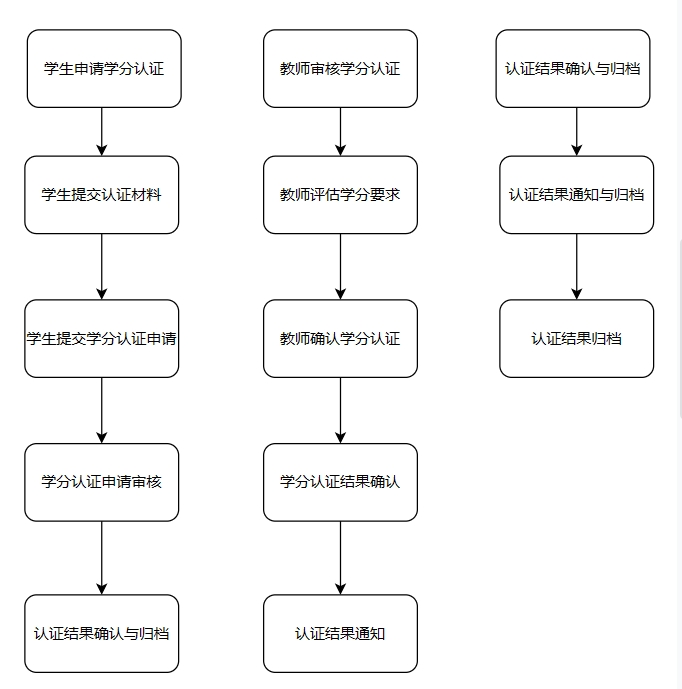 学生申请学分认证
学生提交认证材料
学生提交学分认证申请
学分认证申请审核
认证结果确认与归档
教师审核学分认证
教师评估学分要求
教师确认学分认证
学分认证结果确认
认证结果通知
认证结果确认与归档
认证结果通知与归档
认证结果归档